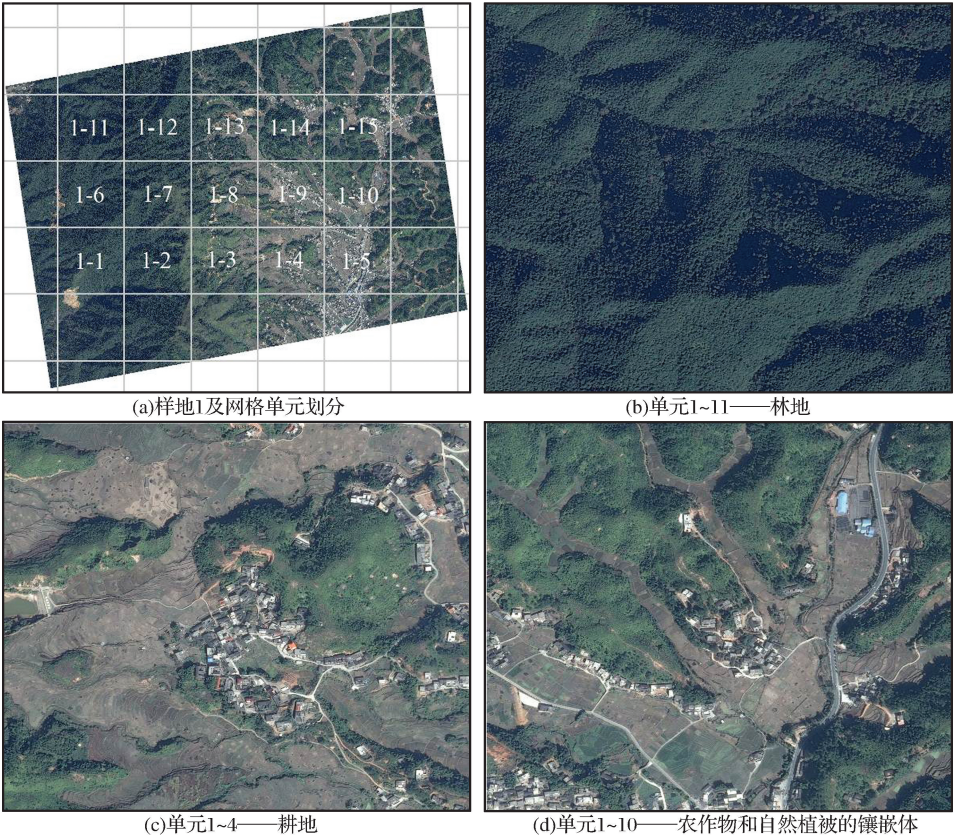 1-11 1-12 1-13 1-14 1-15
1-6 1-7 1-8 1-9 1-10
1-1 1-2 1-3 1-4 1-5
(a)样地1及网格单元划分
(b)单元1~11——林地
(c)单元1~4——耕地
(d)单元1~10——农作物和自然植被的镶嵌体